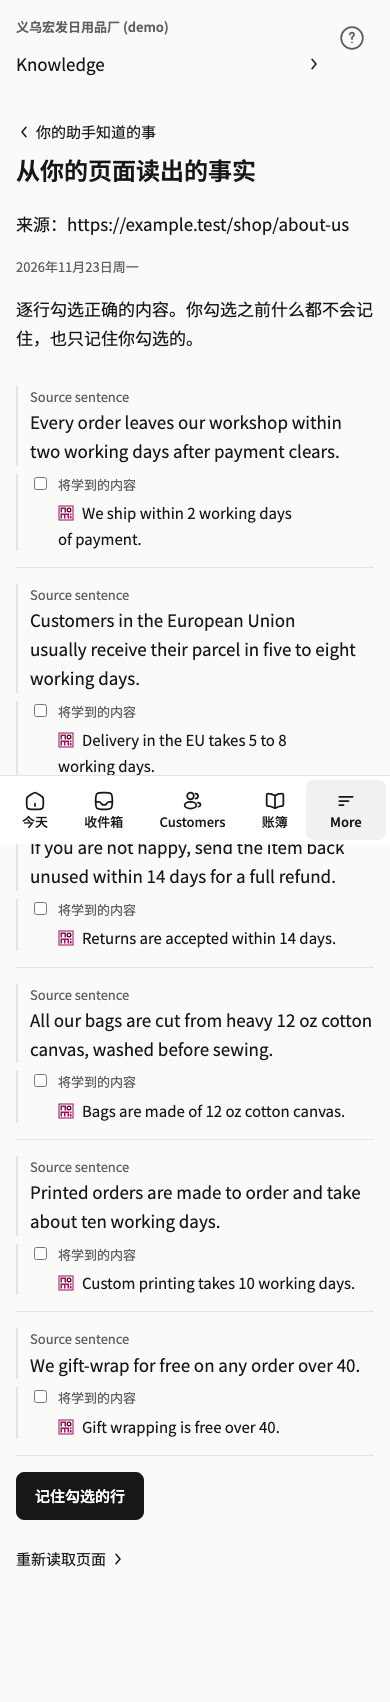 义乌宏发日用品厂 (demo)
Knowledge
你的助手知道的事
从你的页面读出的事实
来源：https://example.test/shop/about-us
2026年11月23日周一
逐行勾选正确的内容。你勾选之前什么都不会记
住，也只记住你勾选的。
Source sentence
Every order leaves our workshop within
two working days after payment clears.
将学到的内容
We ship within 2 working days
of payment.
Source sentence
Customers in the European Union
usually receive their parcel in five to eight
working days.
将学到的内容
Delivery in the EU takes 5 to 8
working days.
今天
收件箱
Customers
账簿
More
If you are not happy, send the item back
unused within 14 days for a full refund.
将学到的内容
Returns are accepted within 14 days.
Source sentence
All our bags are cut from heavy 12 oz cotton
canvas, washed before sewing.
将学到的内容
Bags are made of 12 oz cotton canvas.
Source sentence
Printed orders are made to order and take
about ten working days.
将学到的内容
Custom printing takes 10 working days.
Source sentence
We gift-wrap for free on any order over 40.
将学到的内容
Gift wrapping is free over 40.
记住勾选的行
重新读取页面